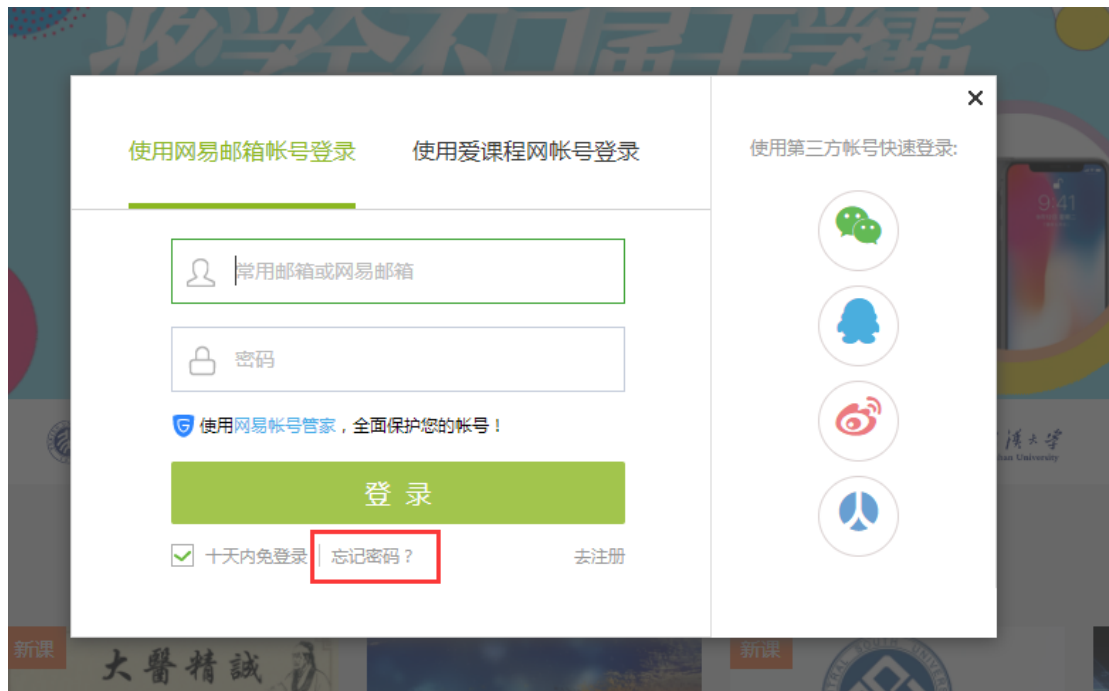 使用网易邮箱帐号登录
使用爱课程网帐号登录
使用第三方帐号快速登录:
9:41
常用邮箱或网易邮箱
密码
使用网易帐号管家，全面保护您的帐号！
登 录
十天内免登录
忘记密码？
去注册
新课
大醫精誠
新课